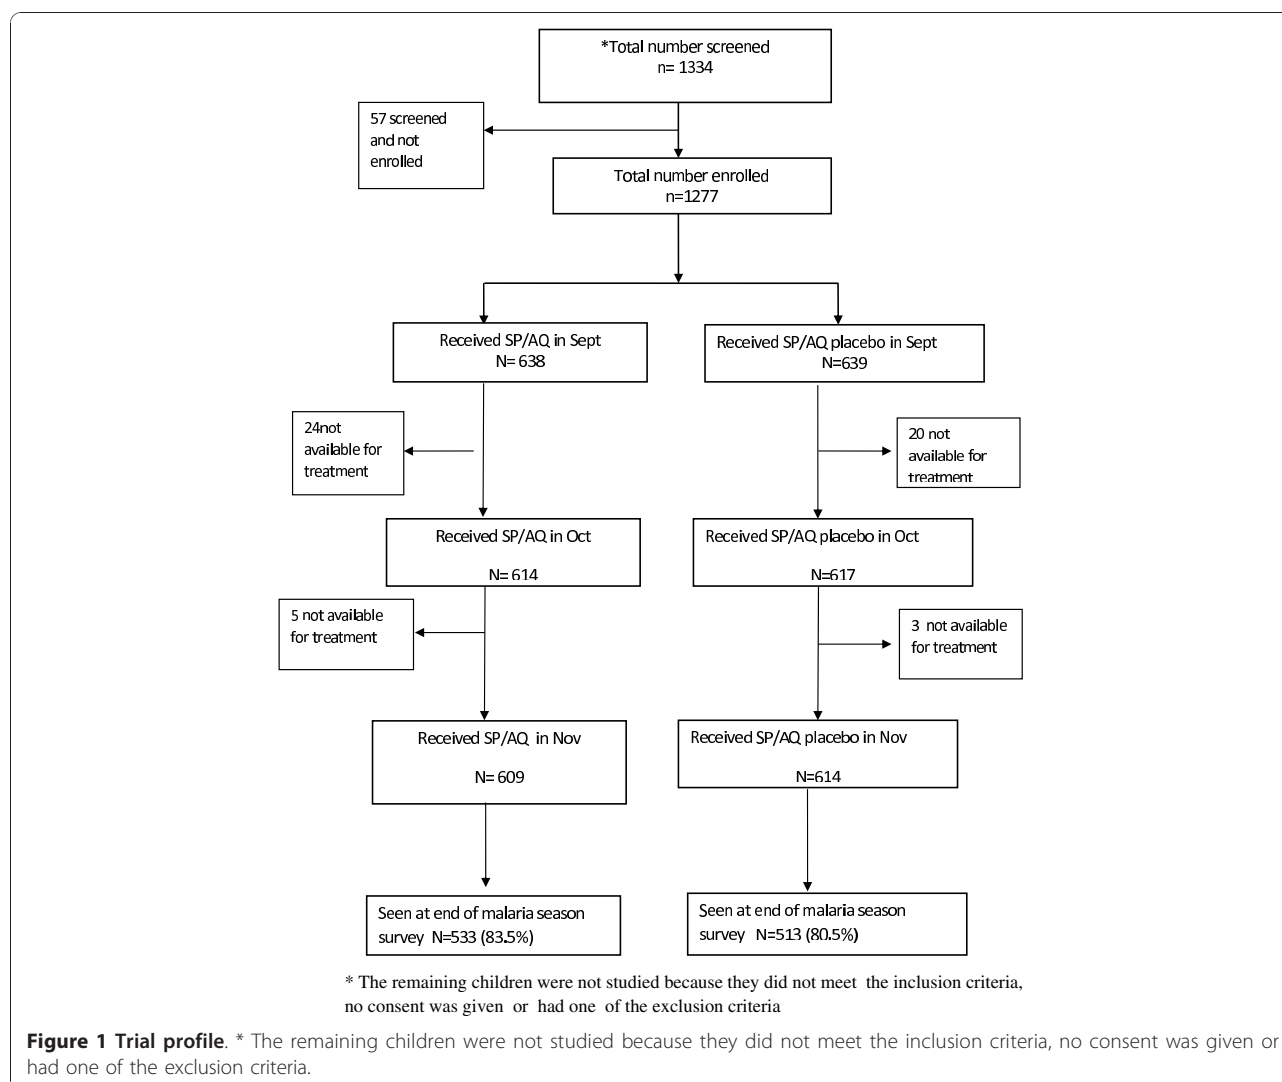 *Total number screened
n= 1334
57 screened
and not
enrolled
Total number enrolled
n=1277
Received SP/AQ in Sept
N= 638
Received SP/AQ placebo in Sept
N=639
24not
available for
treatment
20 not
available for
treatment
Received SP/AQ in Oct
N= 614
Received SP/AQ placebo in Oct
N=617
5 not available
for treatment
3 not available
for treatment
Received SP/AQ in Nov
N= 609
Received SP/AQ placebo in Nov
N=614
Seen at end of malaria season
survey N=533 (83.5%)
Seen at end of malaria season
survey N=513 (80.5%)
* The remaining children were not studied because they did not meet the inclusion criteria,
no consent was given or had one of the exclusion criteria
Figure 1 Trial profile. * The remaining children were not studied because they did not meet the inclusion criteria, no consent was given or
had one of the exclusion criteria.